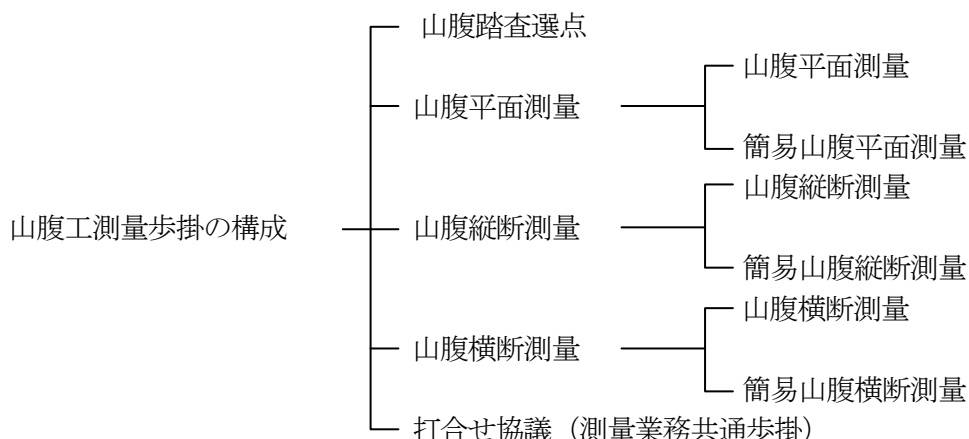 山腹踏査選点
山腹平面測量
山腹平面測量
簡易山腹平面測量
山腹工測量歩掛の構成
山腹縦断測量
山腹縦断測量
簡易山腹縦断測量
山腹横断測量
山腹横断測量
簡易山腹横断測量
打合せ協議（測量業務共通歩掛）